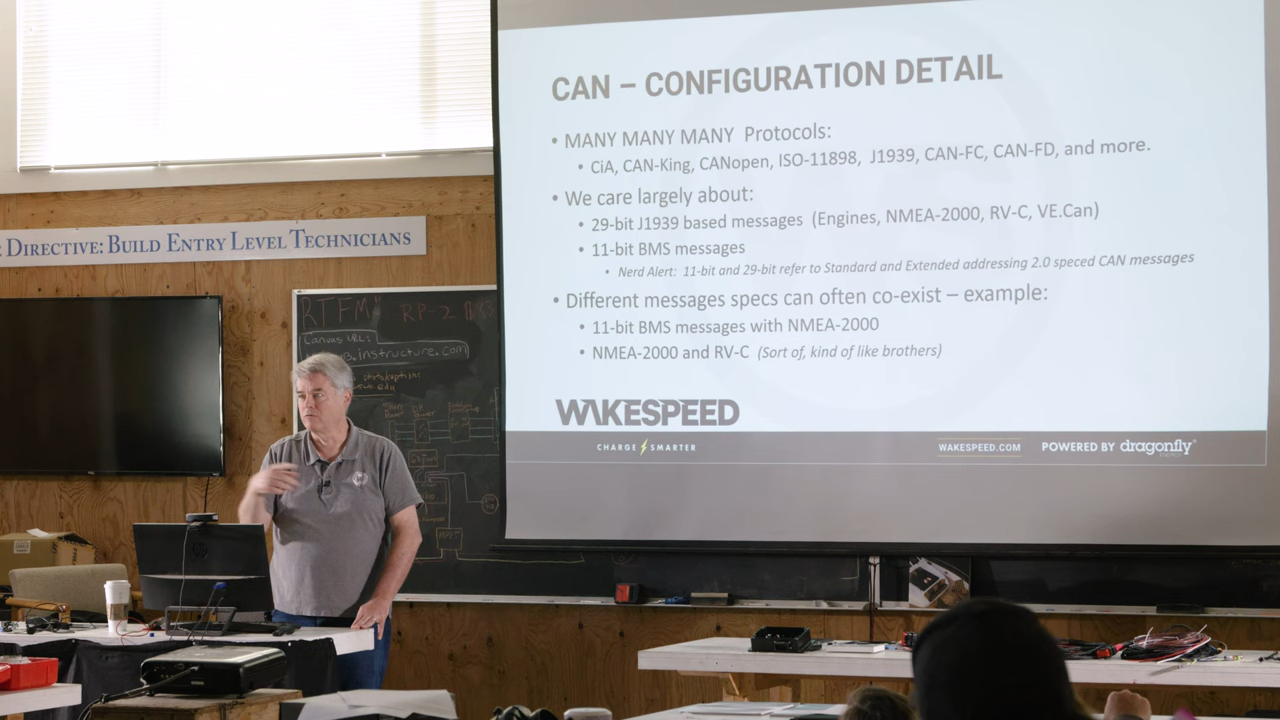 CAN – CONFIGURATION DETAIL
• MANY MANY MANY Protocols:
• CiA, CAN-King, CANopen, ISO-11898, J1939, CAN-FC, CAN-FD, and more.
• We care largely about:
• 29-bit J1939 based messages (Engines, NMEA-2000, RV-C, VE.Can)
• 11-bit BMS messages
• Nerd Alert: 11-bit and 29-bit refer to Standard and Extended addressing 2.0 speced CAN messages
• Different messages specs can often co-exist – example:
• 11-bit BMS messages with NMEA-2000
• NMEA-2000 and RV-C (Sort of, kind of like brothers)
WAKESPEED
CHARGE SMARTER
WAKESPEED.COM
POWERED BY dragonfly
: DIRECTIVE: BUILD ENTRY LEVEL TECHNICIANS
RTFM" RP-2
Canvas URL:
.instructure.com